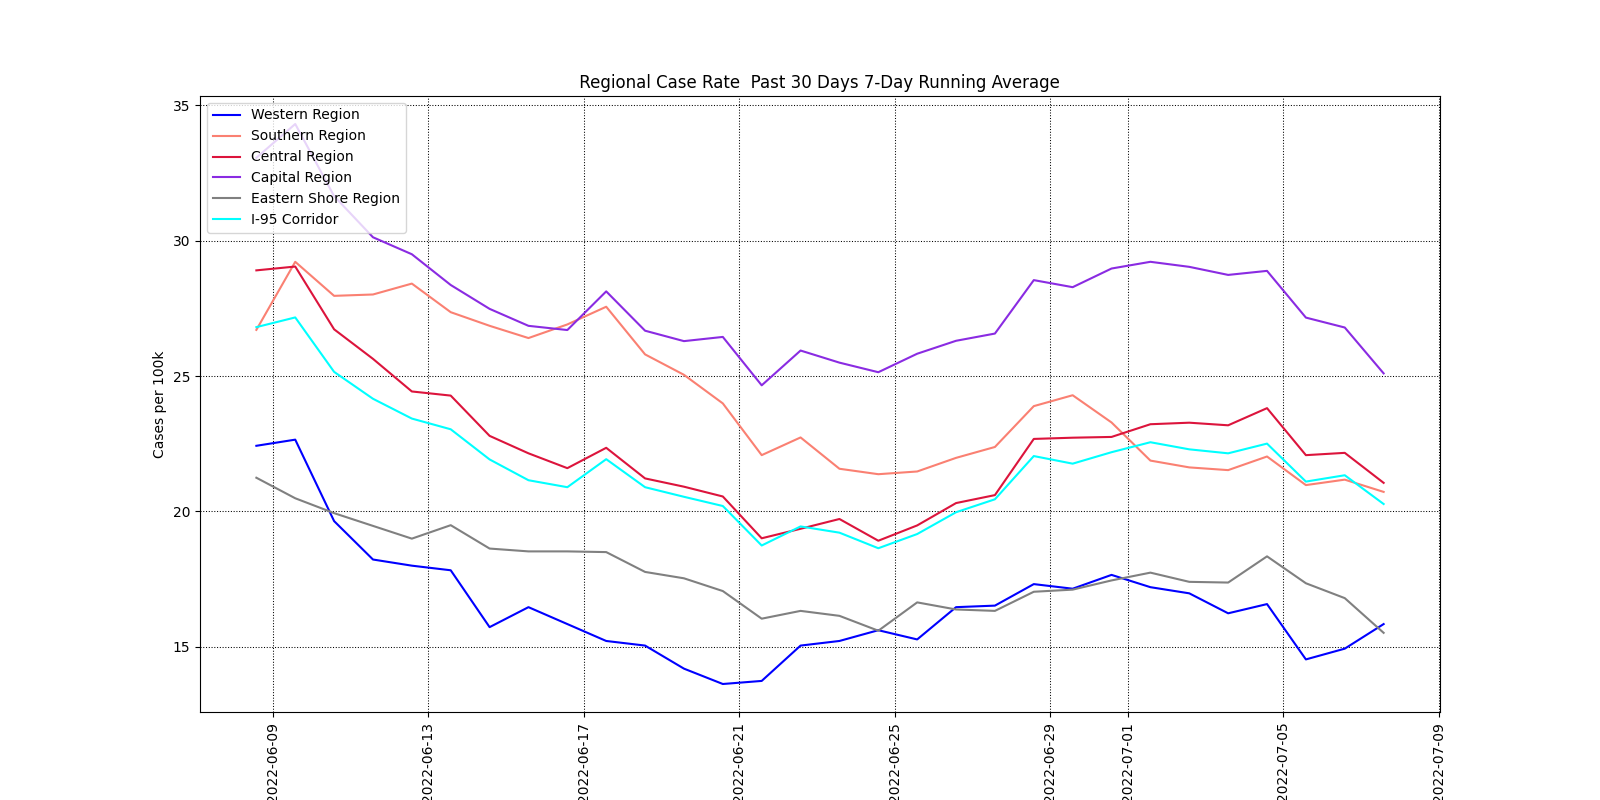 Regional Case Rate  Past 30 Days 7-Day Running Average
35
30
25
20
15
Cases per 100k
Western Region
Southern Region
Central Region
Capital Region
Eastern Shore Region
I-95 Corridor
2022-06-09
2022-06-13
2022-06-17
2022-06-21
2022-06-25
2022-06-29
2022-07-01
2022-07-05
2022-07-09